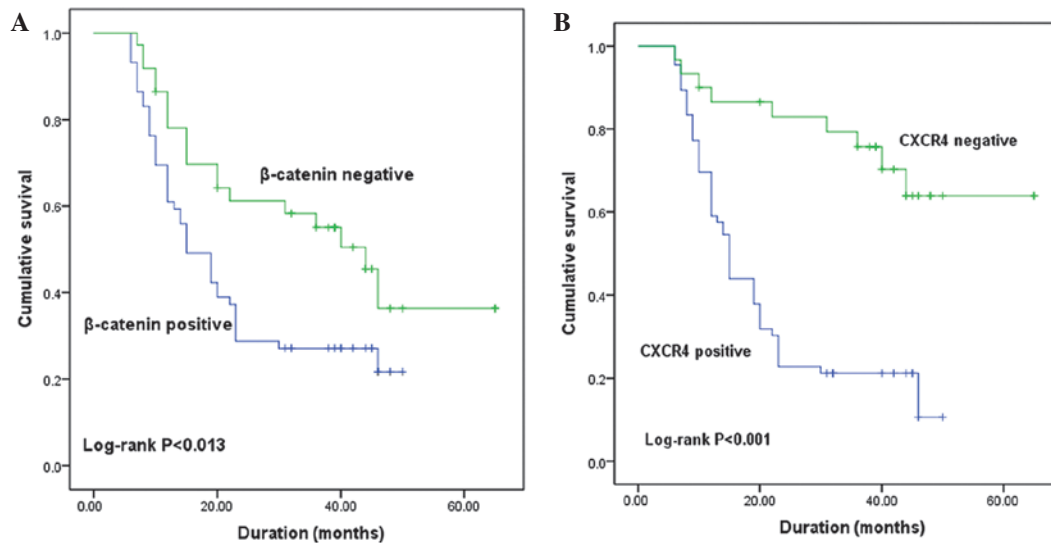 A
Cumulative suvival
1.0
0.8
0.6
0.4
0.2
0.0
β-catenin negative
β-catenin positive
Log-rank P<0.013
0.00 20.00 40.00 60.00
Duration (months)
B
Cumulative survival
1.0
0.8
0.6
0.4
0.2
0.0
CXCR4 negative
CXCR4 positive
Log-rank P<0.001
0.00 20.00 40.00 60.00
Duration (months)